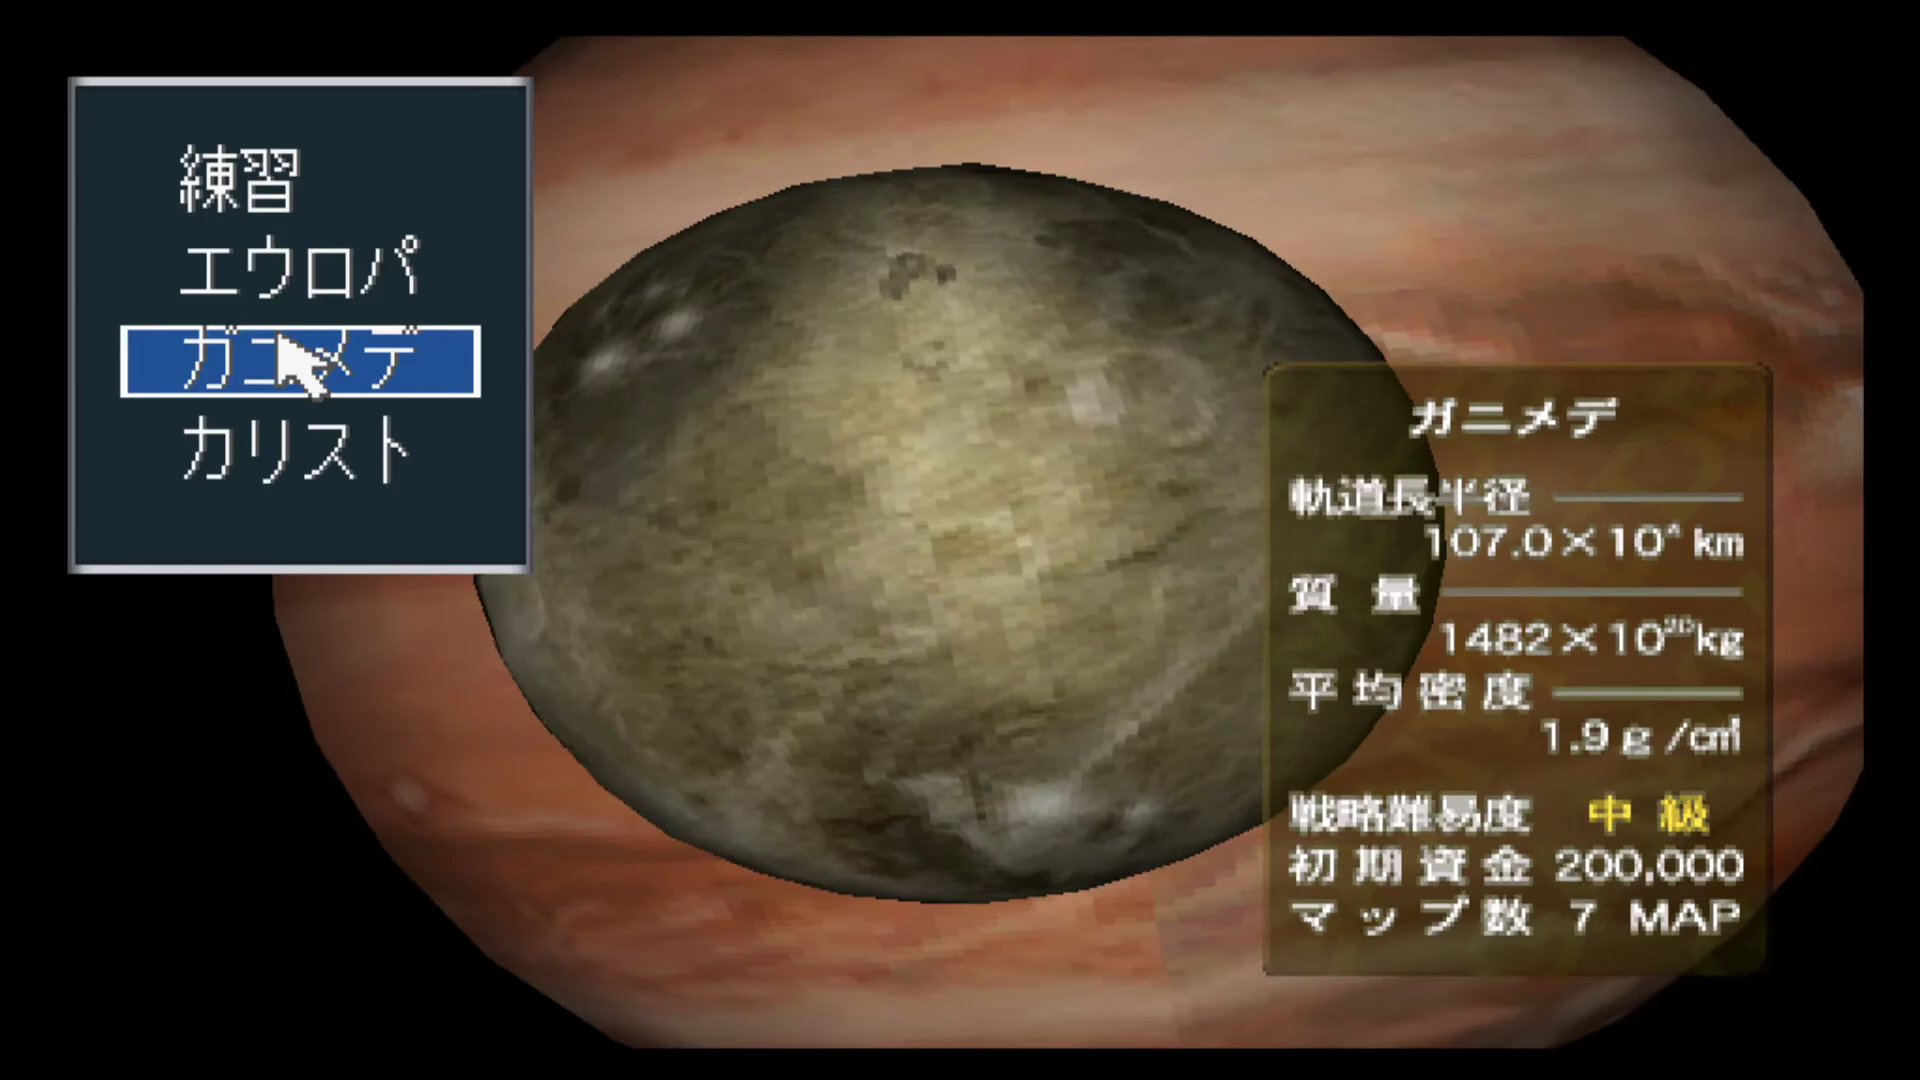 練習
エウロパ
ガニメデ
カリスト
ガニメデ
軌道長半径
107.0×10⁴ km
質量
1482×10²⁰kg
平均密度
1.9g/c㎥
戦略難易度 中級
初期資金 200,000
マップ数 7 MAP